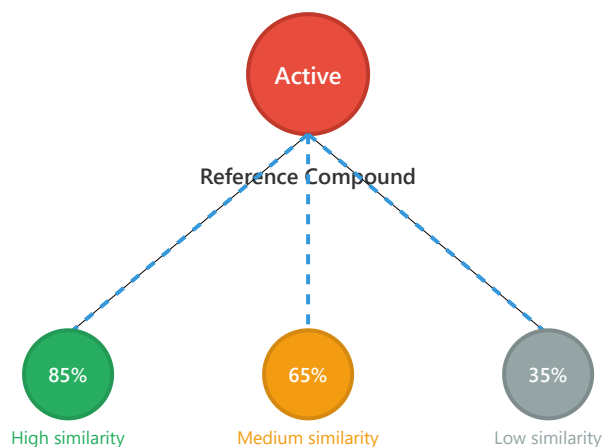 Active
Reference Compound
85%
65%
35%
High similarity
Medium similarity
Low similarity